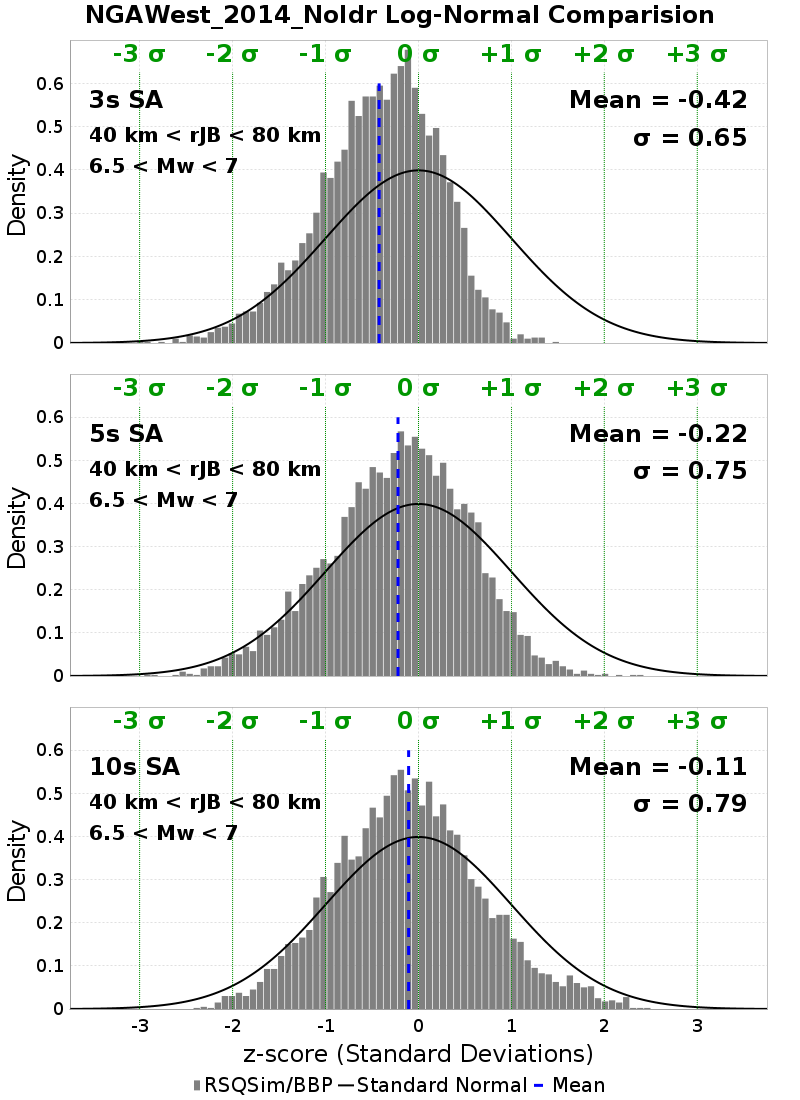 NGAWest_2014_NoIdr Log-Normal Comparision
-3 σ -2 σ -1 σ 0 σ +1 σ +2 σ +3 σ
0.6
3s SA Mean = -0.42
0.5
40 km < rJB < 80 km σ = 0.65
6.5 < Mw < 7
0.4
Density
0.3
0.2
0.1
0
-3 σ -2 σ -1 σ 0 σ +1 σ +2 σ +3 σ
0.6
5s SA Mean = -0.22
0.5
40 km < rJB < 80 km σ = 0.75
6.5 < Mw < 7
0.4
Density
0.3
0.2
0.1
0
-3 σ -2 σ -1 σ 0 σ +1 σ +2 σ +3 σ
0.6
10s SA Mean = -0.11
0.5
40 km < rJB < 80 km σ = 0.79
6.5 < Mw < 7
0.4
Density
0.3
0.2
0.1
0
-3 -2 -1 0 1 2 3
z-score (Standard Deviations)
RSQSim/BBP Standard Normal Mean